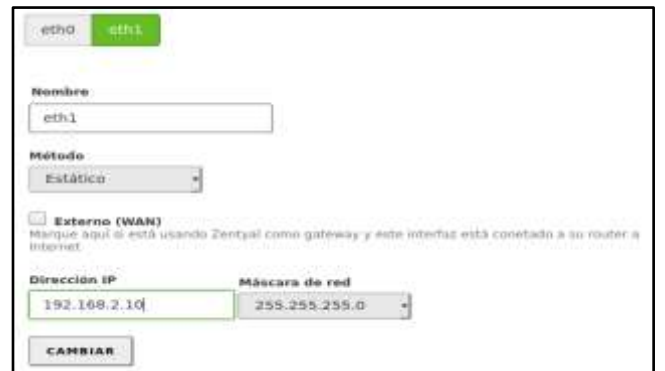 eth0 eth1
Nombre
eth1
Método
Estático
Externo (WAN)
Marque aquí si está usando Zentyal como gateway y este interfaz está conetado a su router a
Internet
Dirección IP Máscara de red
192.168.2.10 255.255.255.0
CAMBIAR